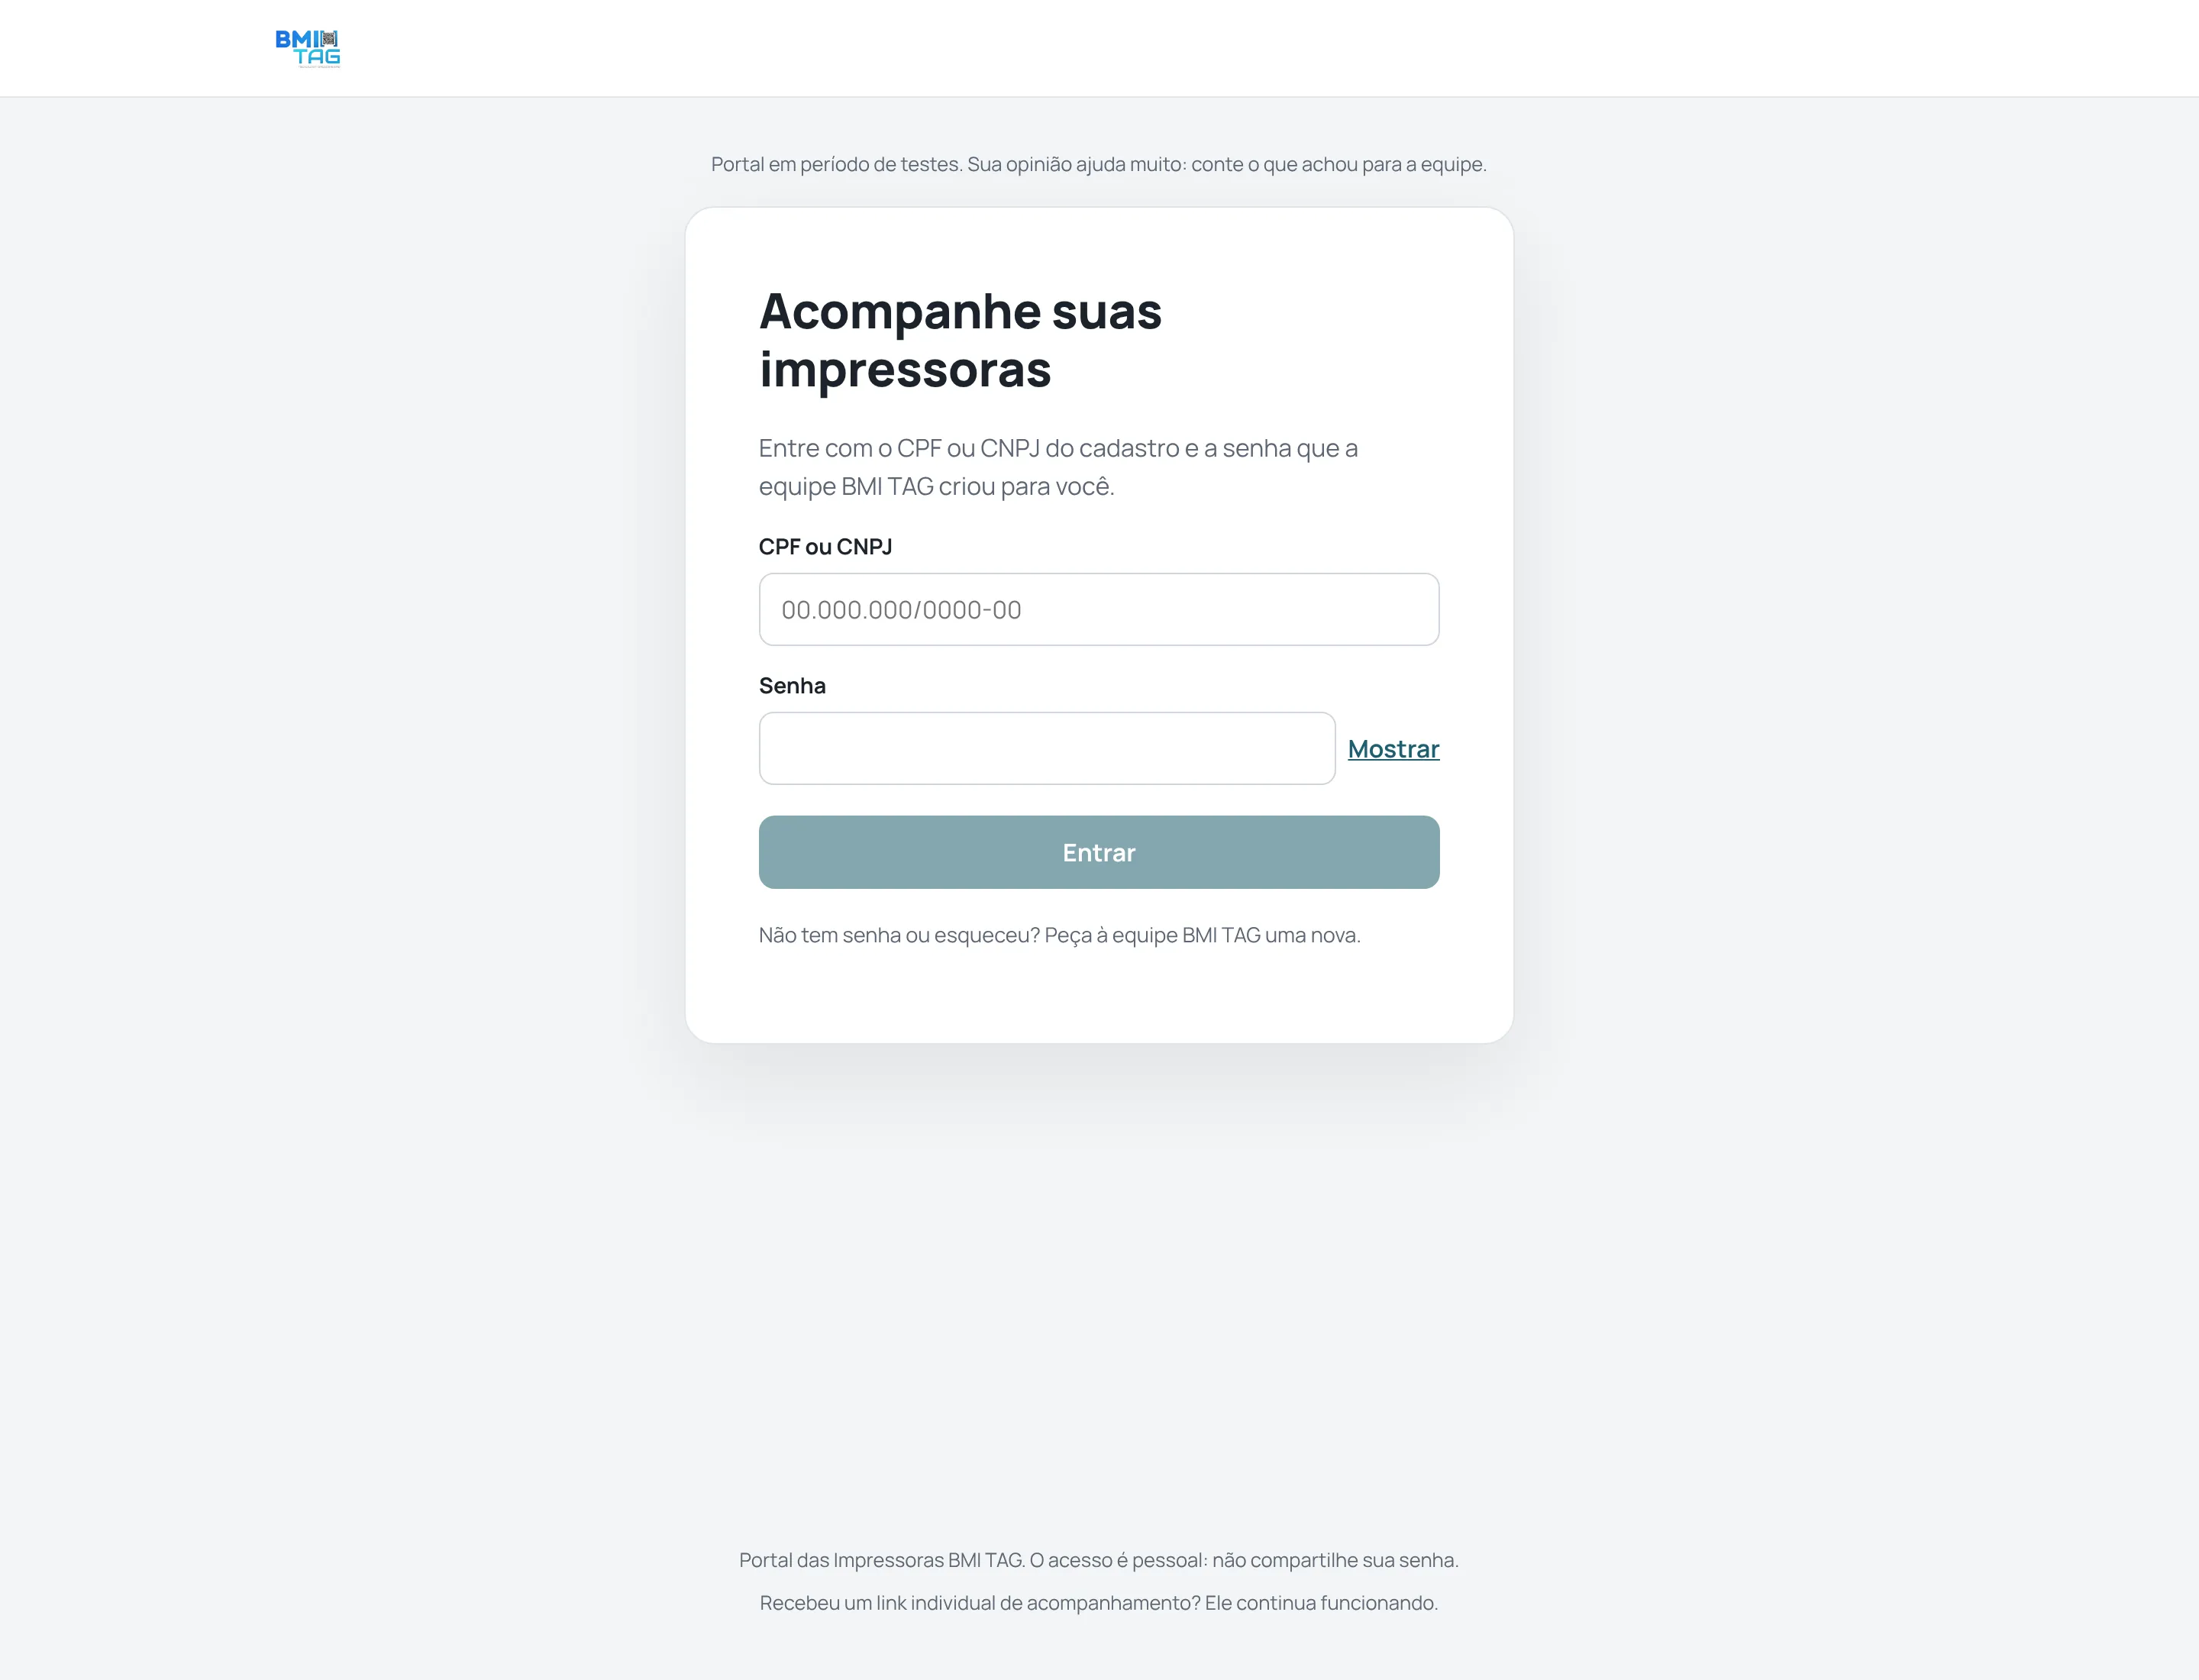 BMI
TAG
Portal em período de testes. Sua opinião ajuda muito: conte o que achou para a equipe.
Acompanhe suas
impressoras
Entre com o CPF ou CNPJ do cadastro e a senha que a
equipe BMI TAG criou para você.
CPF ou CNPJ
00.000.000/0000-00
Senha
Mostrar
Entrar
Não tem senha ou esqueceu? Peça à equipe BMI TAG uma nova.
Portal das Impressoras BMI TAG. O acesso é pessoal: não compartilhe sua senha.
Recebeu um link individual de acompanhamento? Ele continua funcionando.